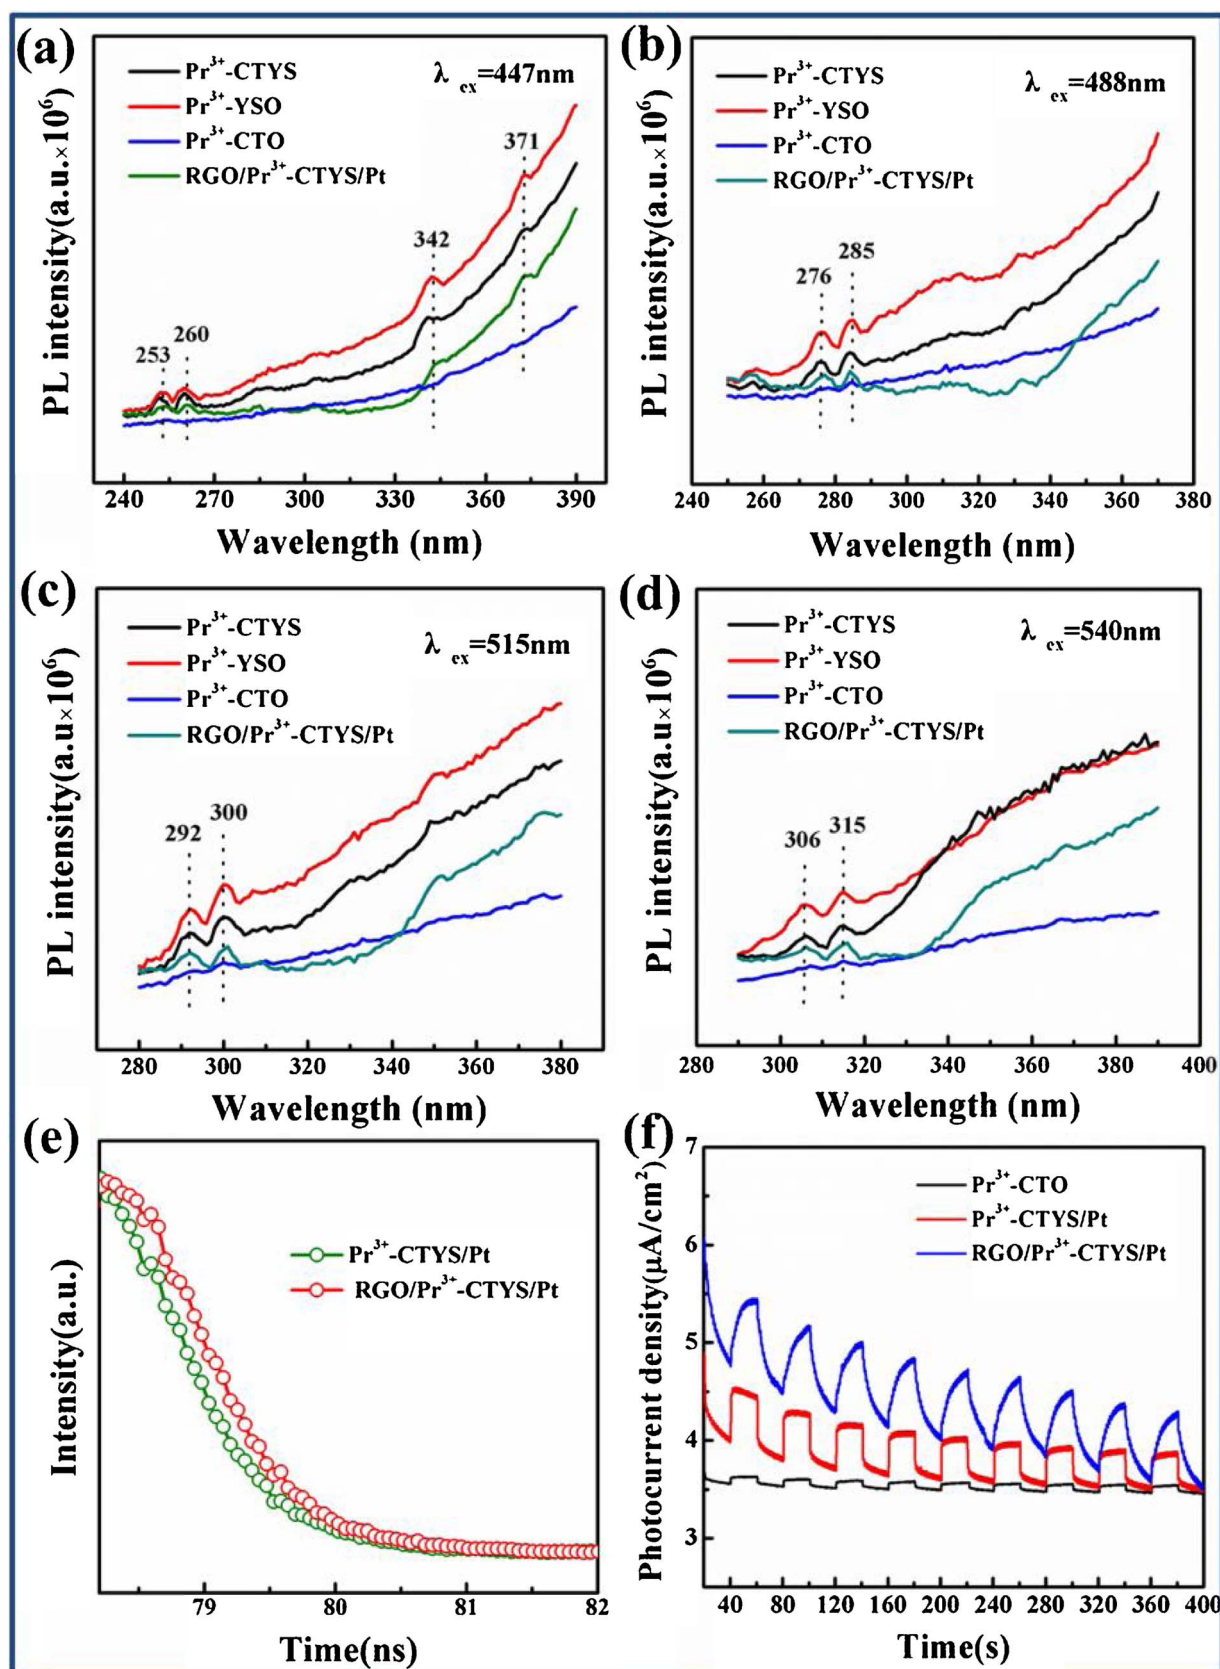 (a)
Pr³⁺-CTYS
Pr³⁺-YSO
Pr³⁺-CTO
RGO/Pr³⁺-CTYS/Pt
λ ex=447nm
371
342
260
253
PL intensity(a.u.×10⁶)
240 270 300 330 360 390
Wavelength (nm)
(b)
Pr³⁺-CTYS
Pr³⁺-YSO
Pr³⁺-CTO
RGO/Pr³⁺-CTYS/Pt
λ ex=488nm
276
285
PL intensity(a.u.×10⁶)
240 260 280 300 320 340 360 380
Wavelength (nm)
(c)
Pr³⁺-CTYS
Pr³⁺-YSO
Pr³⁺-CTO
RGO/Pr³⁺-CTYS/Pt
λ ex=515nm
292
300
PL intensity(a.u×10⁶)
280 300 320 340 360 380
Wavelength (nm)
(d)
Pr³⁺-CTYS
Pr³⁺-YSO
Pr³⁺-CTO
RGO/Pr³⁺-CTYS/Pt
λ ex=540nm
306
315
PL intensity(a.u×10⁶)
280 300 320 340 360 380 400
Wavelength (nm)
(e)
Pr³⁺-CTYS/Pt
RGO/Pr³⁺-CTYS/Pt
Intensity(a.u.)
79 80 81 82
Time(ns)
(f)
Pr³⁺-CTO
Pr³⁺-CTYS/Pt
RGO/Pr³⁺-CTYS/Pt
Photocurrent density(μA/cm²)
7
6
5
4
3
40 80 120 160 200 240 280 320 360 400
Time(s)